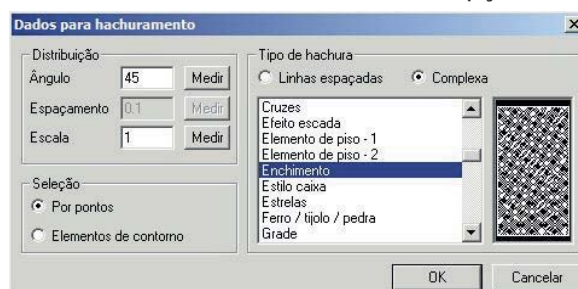 Dados para hachuramento
Distribuição
Ângulo 45 Medir
Espaçamento 0.1 Medir
Escala 1 Medir
Seleção
Por pontos
Elementos de contorno
Tipo de hachura
Linhas espaçadas Complexa
Cruzes
Efeito escada
Elemento de piso - 1
Elemento de piso - 2
Enchimento
Estilo caixa
Estrelas
Ferro / tijolo / pedra
Grade
OK Cancelar